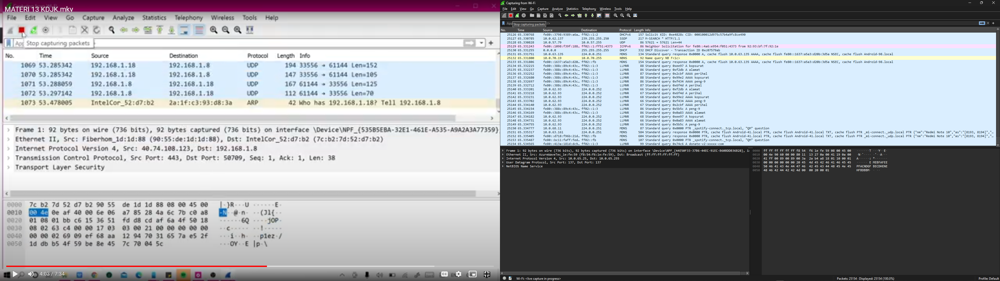 MATERI 13 KDJK.mkv
File Edit View Go Capture Analyze Statistics Telephony Wireless Tools Help
Stop capturing packets
No. Time Source Destination Protocol Length Info
1069 53.285342 192.168.1.18 192.168.1.8 UDP 194 33556 → 61144 Len=152
1070 53.285342 192.168.1.18 192.168.1.8 UDP 147 33556 → 61144 Len=105
1071 53.288059 192.168.1.8 192.168.1.18 UDP 167 61144 → 33556 Len=125
1072 53.297142 192.168.1.8 192.168.1.18 UDP 112 61144 → 33556 Len=70
1073 53.478005 IntelCor_52:d7:b2 2a:1f:c3:93:d8:3a ARP 42 Who has 192.168.1.18? Tell 192.168.1.8
Frame 1: 92 bytes on wire (736 bits), 92 bytes captured (736 bits) on interface \Device\NPF_{535B5EBA-32E1-461E-A535-A9A2A3A77359}
Ethernet II, Src: Fiberhom_1d:1d:88 (90:55:de:1d:1d:88), Dst: IntelCor_52:d7:b2 (7c:b2:7d:52:d7:b2)
Internet Protocol Version 4, Src: 40.74.108.123, Dst: 192.168.1.8
Transmission Control Protocol, Src Port: 443, Dst Port: 50709, Seq: 1, Ack: 1, Len: 38
Transport Layer Security
0000 7c b2 7d 52 d7 b2 90 55 de 1d 1d 88 08 00 45 00 |·}R···U ······E·
0010 00 4e 0e af 40 00 6e 06 a7 85 28 4a 6c 7b c0 a8 ·N··@·n· ··(Jl{··
0020 01 08 01 bb c6 15 36 51 fd d8 cd af 6a 4f 50 18 ······6Q ····jOP·
0030 08 02 63 c4 00 00 17 03 03 00 21 00 00 00 00 00 ··c····· ··!·····
0040 00 00 02 69 09 ef 68 aa 12 94 70 31 65 7a e5 2f ···i··h· ··p1ez·/
0050 1d db b5 4f 59 be 8e 45 7c 70 04 5c ···OY··E |p·\
4:03 / 7:34
CC
Capturing from Wi-Fi
File Edit View Go Capture Analyze Statistics Telephony Wireless Tools Help
App Stop capturing packets />
No. Time Source Destination Protocol Length Info
25126 65.330768 fe80::3798:9389:a6a… ff02::1:2 DHCPv6 157 Solicit XID: 0xe4828c CID: 000100012d975c57b4a9fc8ce490
25127 65.330785 10.0.62.137 239.255.255.250 SSDP 217 M-SEARCH * HTTP/1.1
25128 65.330828 10.0.57.79 10.0.57.255 UDP 86 57621 → 57621 Len=44
25129 65.331243 fe80::1098:f39f:188… ff02::1:ff51:4373 ICMPv6 86 Neighbor Solicitation for fe80::4a6:e954:f051:4373 from 92:93:bf:7f:92:1e
25130 65.331255 0.0.0.0 255.255.255.255 DHCP 332 DHCP Discover - Transaction ID 0xc07579ab
25131 65.331751 10.0.63.135 224.0.0.251 MDNS 134 Standard query response 0x0000 A, cache flush 10.0.63.135 AAAA, cache flush fe80::1637:a5a3:d20b:3d5a NSEC, cache flush Android-98.local
25132 65.331800 10.0.70.19 10.0.70.255 NBNS 92 Name query NB F<1c>
25133 65.331806 fe80::1637:a5a3:d20… ff02::fb MDNS 154 Standard query response 0x0000 A, cache flush 10.0.63.135 AAAA, cache flush fe80::1637:a5a3:d20b:3d5a NSEC, cache flush Android-98.local
25134 65.332215 fe80::388c:89c4:43c… ff02::1:3 LLMNR 88 Standard query 0xee97 A kopsurat
25135 65.332237 fe80::388c:89c4:43c… ff02::1:3 LLMNR 86 Standard query 0xf2db A alamat
25136 65.332252 fe80::388c:89c4:43c… ff02::1:3 LLMNR 87 Standard query 0x2cbf AAAA perihal
25137 65.332680 fe80::388c:89c4:43c… ff02::1:3 LLMNR 88 Standard query 0x99e2 AAAA kopsurat
25138 65.332697 fe80::388c:89c4:43c… ff02::1:3 LLMNR 86 Standard query 0xf434 AAAA peng-9
25139 65.332712 fe80::388c:89c4:43c… ff02::1:3 LLMNR 87 Standard query 0x6f4d A perihal
25140 65.333201 10.0.62.93 224.0.0.252 LLMNR 66 Standard query 0xf2db A alamat
25141 65.333218 10.0.62.93 224.0.0.252 LLMNR 67 Standard query 0x6f4d A perihal
25142 65.333231 10.0.62.93 224.0.0.252 LLMNR 68 Standard query 0x99e2 AAAA kopsurat
25143 65.333702 10.0.62.93 224.0.0.252 LLMNR 66 Standard query 0xf434 AAAA peng-9
25144 65.334140 10.0.62.93 224.0.0.252 LLMNR 67 Standard query 0x2cbf AAAA perihal
25145 65.334154 fe80::388c:89c4:43c… ff02::1:3 LLMNR 86 Standard query 0x5b5c A peng-9
25146 65.334169 fe80::388c:89c4:43c… ff02::1:3 LLMNR 86 Standard query 0x0a83 AAAA alamat
25147 65.334182 10.0.62.93 224.0.0.252 LLMNR 68 Standard query 0xee97 A kopsurat
25148 65.334731 10.0.62.93 224.0.0.252 LLMNR 66 Standard query 0x0a83 AAAA alamat
25149 65.334755 10.0.62.93 224.0.0.252 LLMNR 66 Standard query 0x5b5c A peng-9
25150 65.334777 10.0.68.11 224.0.0.251 MDNS 87 Standard query 0x0000 PTR _spotify-connect._tcp.local, "QM" question
25151 65.335317 10.0.63.161 224.0.0.251 MDNS 584 Standard query response 0x0000 PTR, cache flush Android-41.local PTR, cache flush Android-41.local TXT, cache flush PTR _mi-connect._udp.local PTR {"nm":"Redmi Note 10","as":"[8193, 8194]","…
25152 65.335405 fe80::d718:f96b:21d… ff02::fb MDNS 604 Standard query response 0x0000 PTR, cache flush Android-41.local PTR, cache flush Android-41.local TXT, cache flush PTR _mi-connect._udp.local PTR {"nm":"Redmi Note 10","as":"[8193, 8194]","…
25153 65.335487 fe80::bc11:faff:fed… ff02::fb MDNS 107 Standard query 0x0000 PTR _spotify-connect._tcp.local, "QM" question
25154 65.534565 fe80::413a:181d:dc9… ff02::1:3 LLMNR 99 Standard query 0x74c6 A donate-v2-xxxxx-com
Frame 1: 92 bytes on wire (736 bits), 92 bytes captured (736 bits) on interface \Device\NPF_{44E50F33-37B6-44EC-91EC-B60BDDB36B28}, i
Ethernet II, Src: AzureWaveTec_1e:fe:59 (f8:54:f6:1e:fe:59), Dst: Broadcast (ff:ff:ff:ff:ff:ff)
Internet Protocol Version 4, Src: 10.0.65.25, Dst: 10.0.65.255
User Datagram Protocol, Src Port: 137, Dst Port: 137
NetBIOS Name Service
0000 ff ff ff ff ff ff f8 54 f6 1e fe 59 08 00 45 00 ·······T ···Y··E·
0010 00 4e 90 60 00 00 80 11 13 27 0a 00 41 19 0a 00 ·N·`···· ·'··A···
0020 41 ff 00 89 00 89 00 3a 2a b4 a8 18 01 10 00 01 A······: *·······
0030 00 00 00 00 00 00 20 45 4d 45 42 46 41 46 45 45 ······ E MEBFAFEE
0040 50 46 41 43 4e 44 47 46 42 45 43 44 48 45 4e 45 PFACNDGF BECDHENE
0050 48 46 42 44 42 42 4d 00 00 20 00 01 HFBDBBM· · ··
Wi-Fi: <live capture in progress>
Packets: 25154 · Displayed: 25154 (100.0%)
Profile: Default